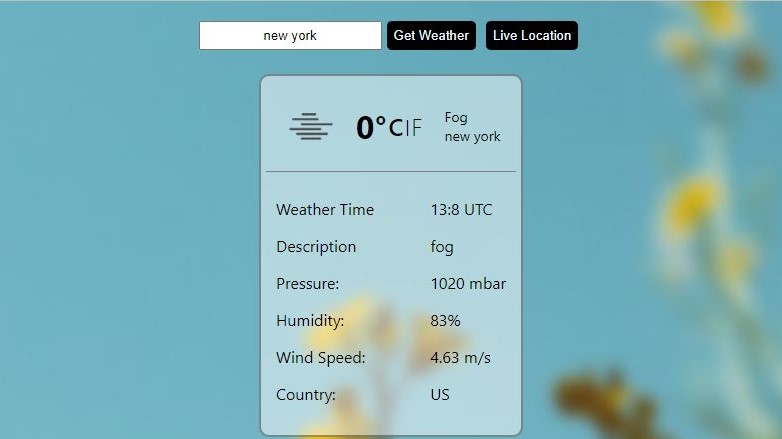 new york Get Weather Live Location
0°C|F
Fog
new york
Weather Time 13:8 UTC
Description fog
Pressure: 1020 mbar
Humidity: 83%
Wind Speed: 4.63 m/s
Country: US